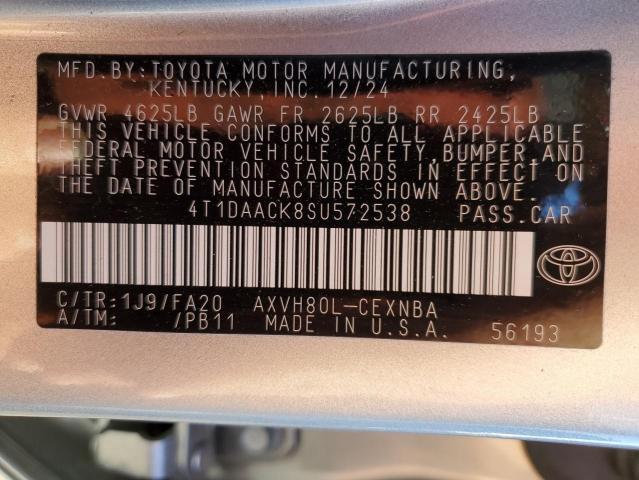 MFD.BY:TOYOTA MOTOR MANUFACTURING,
KENTUCKY,INC.12/24
GVWR 4625LB GAWR FR 2625LB RR 2425LB
THIS VEHICLE CONFORMS TO ALL APPLICABLE
FEDERAL MOTOR VEHICLE SAFETY,BUMPER,AND
THEFT PREVENTION STANDARDS IN EFFECT ON
THE DATE OF MANUFACTURE SHOWN ABOVE.
4T1DAACK8SU572538 PASS.CAR
C/TR:1J9/FA20 AXVH80L-CEXNBA
A/TM: /PB11 MADE IN U.S.A. 56193